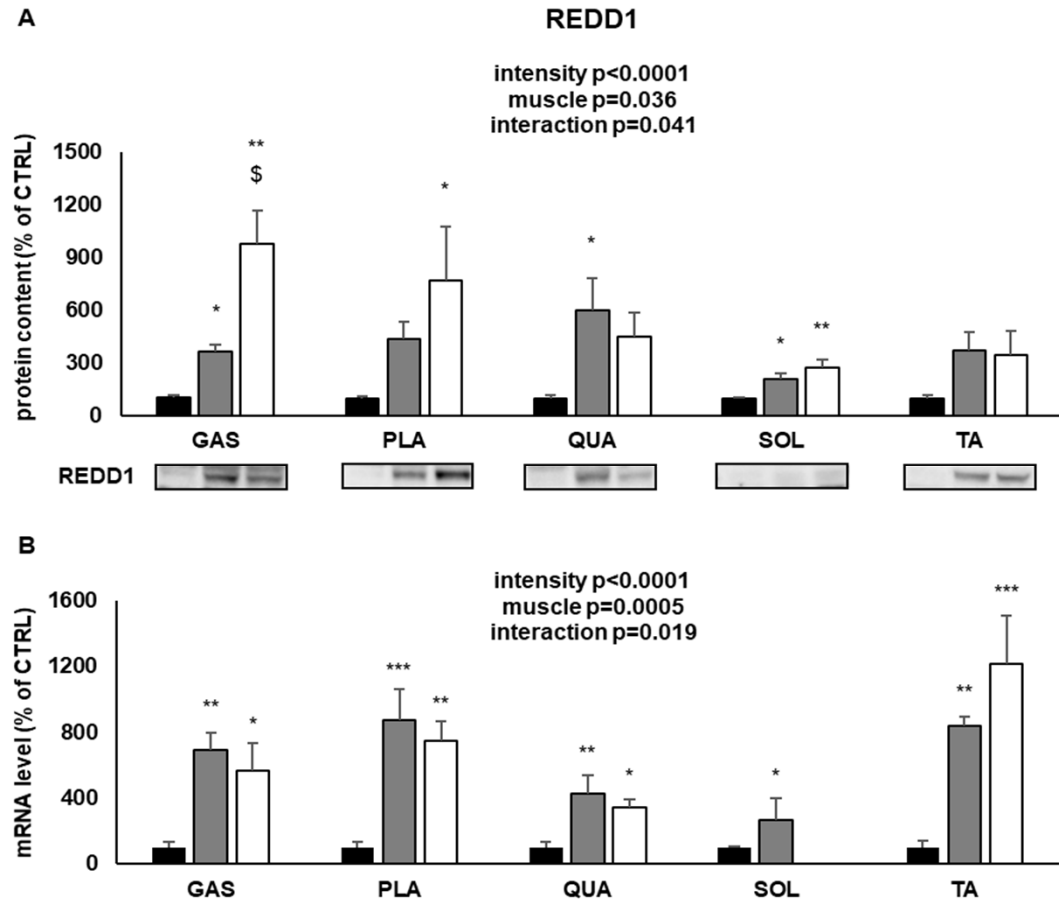 A
REDD1
intensity p<0.0001
muscle p=0.036
interaction p=0.041
protein content (% of CTRL)
1500
1200
900
600
300
0
*
**
$
*
*
*
**
GAS
PLA
QUA
SOL
TA
REDD1
B
intensity p<0.0001
muscle p=0.0005
interaction p=0.019
mRNA level (% of CTRL)
1600
1200
800
400
0
**
*
***
**
**
*
*
**
***
GAS
PLA
QUA
SOL
TA